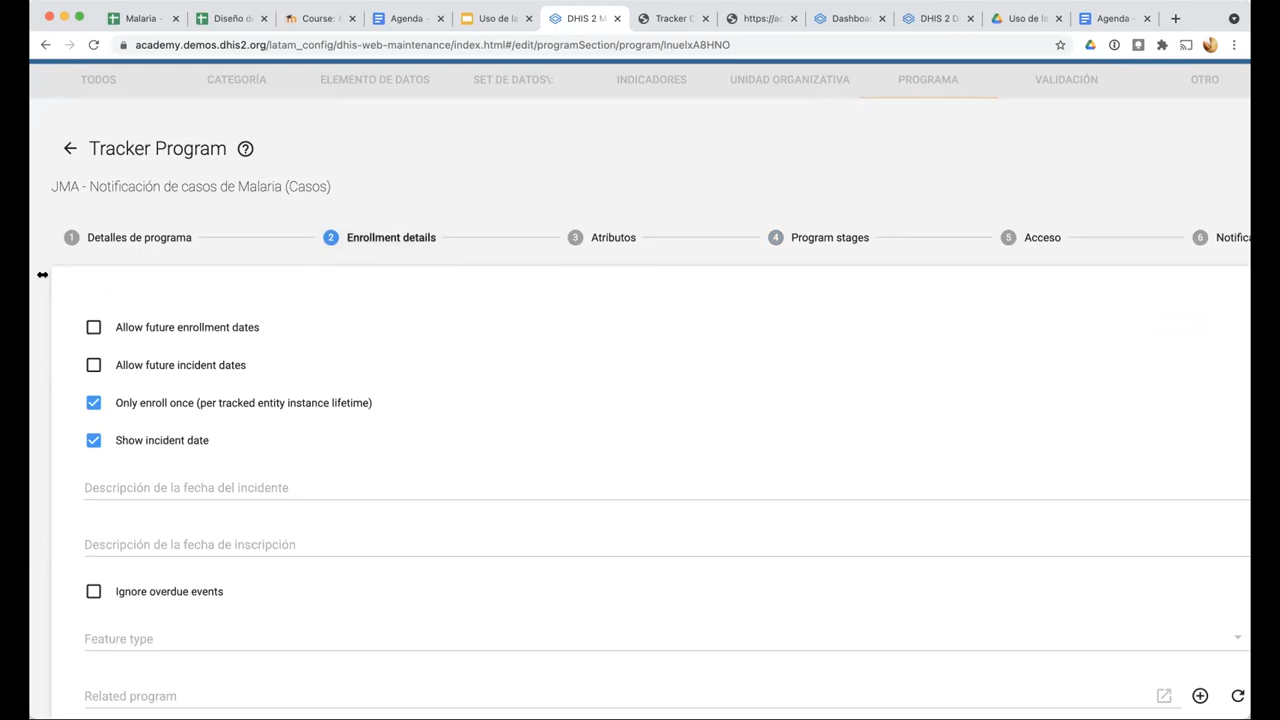 Malaria -
Diseño d
Course: A
Agenda -
Uso de la
DHIS 2 M
Tracker C
https://ac
Dashboar
DHIS 2 D
Uso de la
Agenda -
academy.demos.dhis2.org/latam_config/dhis-web-maintenance/index.html#/edit/programSection/program/InuelxA8HNO
TODOS
CATEGORÍA
ELEMENTO DE DATOS
SET DE DATOS\:
INDICADORES
UNIDAD ORGANIZATIVA
PROGRAMA
VALIDACIÓN
OTRO
Tracker Program
JMA - Notificación de casos de Malaria (Casos)
1 Detalles de programa
2 Enrollment details
3 Atributos
4 Program stages
5 Acceso
6 Notifica
Allow future enrollment dates
Allow future incident dates
Only enroll once (per tracked entity instance lifetime)
Show incident date
Descripción de la fecha del incidente
Descripción de la fecha de inscripción
Ignore overdue events
Feature type
Related program